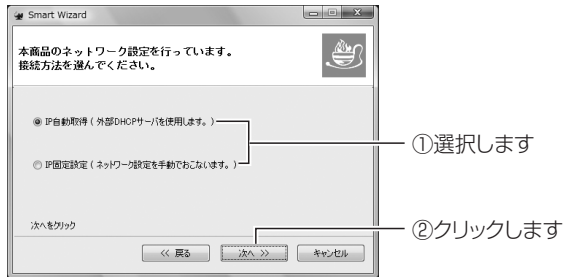 Smart Wizard
本商品のネットワーク設定を行っています。
接続方法を選んでください。
IP自動取得 ( 外部DHCPサーバを使用します。 )
①選択します
IP固定設定 ( ネットワーク設定を手動でおこないます。 )
次へをクリック
②クリックします
<< 戻る
次へ >>
キャンセル